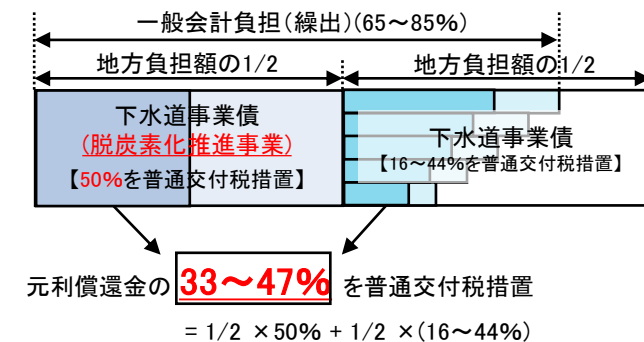 一般会計負担(繰出)(65～85%)
地方負担額の1/2
地方負担額の1/2
下水道事業債
(脱炭素化推進事業)
【50%を普通交付税措置】
下水道事業債
【16～44%を普通交付税措置】
元利償還金の 33～47% を普通交付税措置
= 1/2 ×50% + 1/2 ×(16～44%)